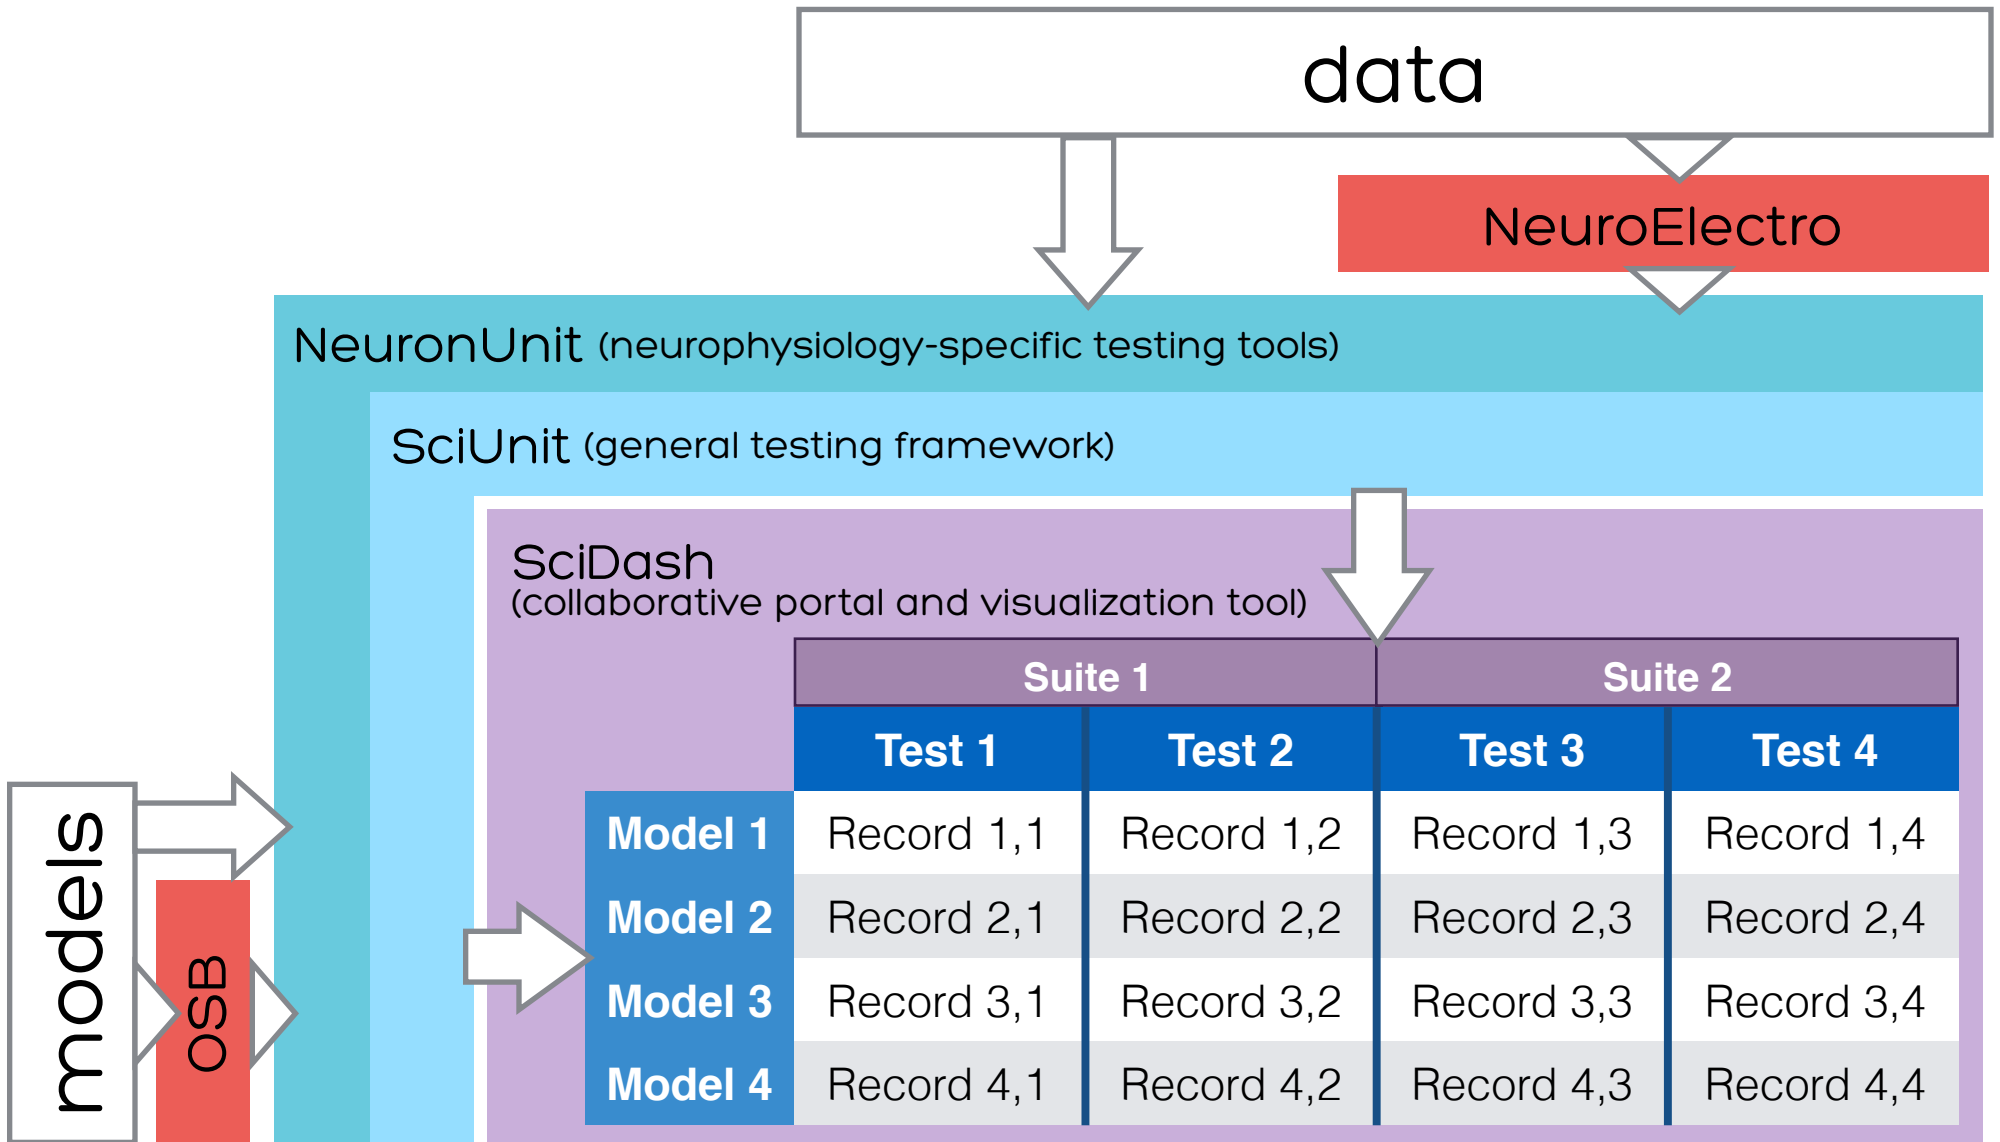 data
NeuroElectro
NeuronUnit (neurophysiology-specific testing tools)
SciUnit (general testing framework)
SciDash
(collaborative portal and visualization tool)
Suite 1 Suite 2
Test 1 Test 2 Test 3 Test 4
Model 1 Record 1,1 Record 1,2 Record 1,3 Record 1,4
Model 2 Record 2,1 Record 2,2 Record 2,3 Record 2,4
Model 3 Record 3,1 Record 3,2 Record 3,3 Record 3,4
Model 4 Record 4,1 Record 4,2 Record 4,3 Record 4,4
models
OSB